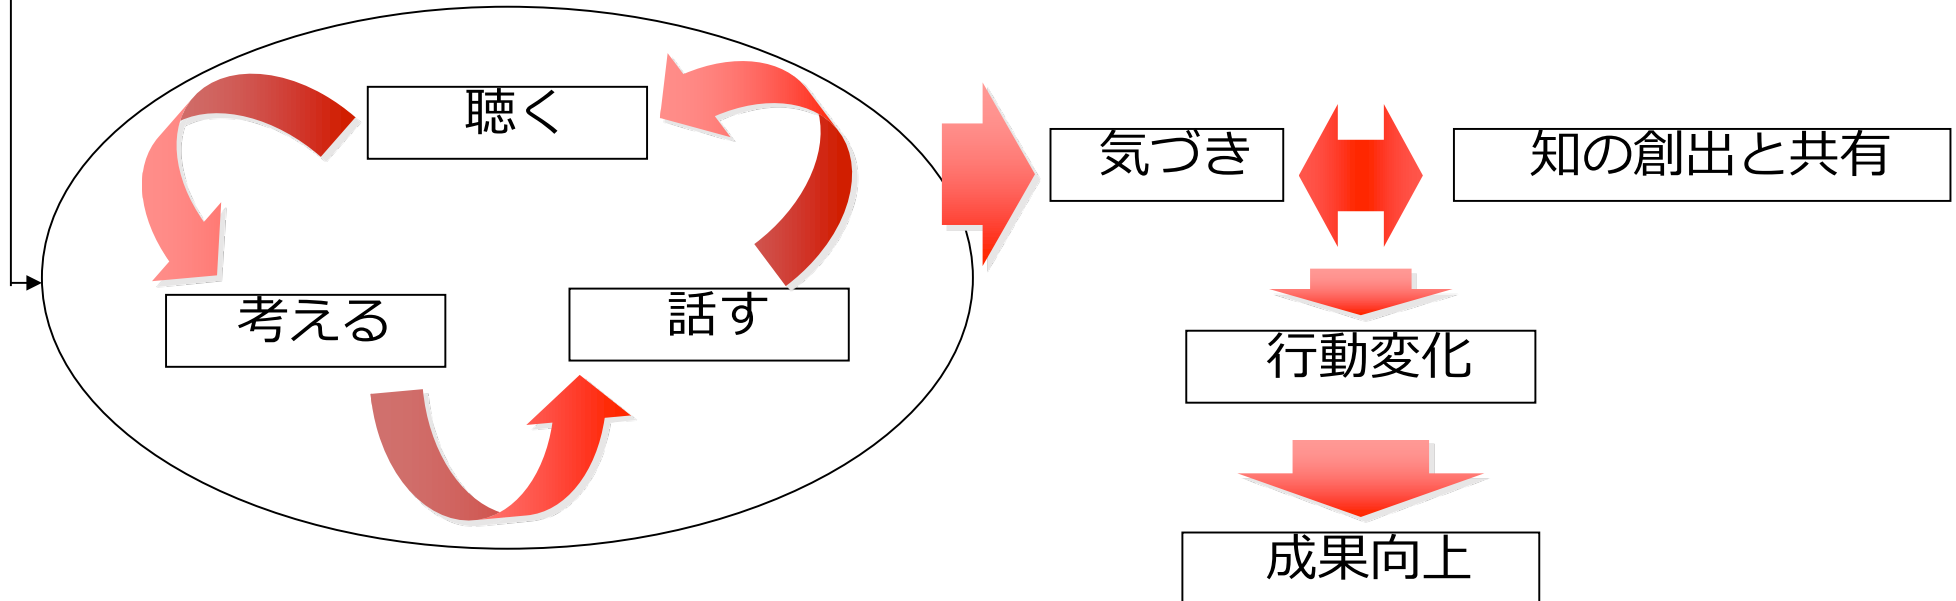 聴く
考える
話す
気づき
知の創出と共有
行動変化
成果向上